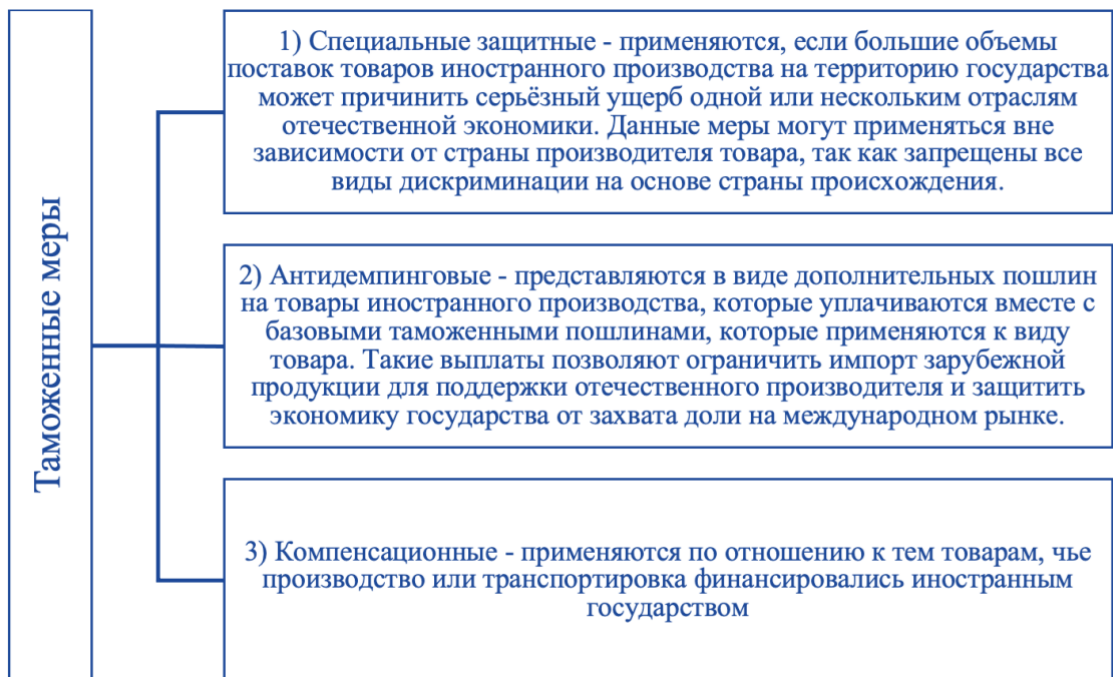 Таможенные меры
1) Специальные защитные - применяются, если большие объемы
поставок товаров иностранного производства на территорию государства
может причинить серьёзный ущерб одной или нескольким отраслям
отечественной экономики. Данные меры могут применяться вне
зависимости от страны производителя товара, так как запрещены все
виды дискриминации на основе страны происхождения.
2) Антидемпинговые - представляются в виде дополнительных пошлин
на товары иностранного производства, которые уплачиваются вместе с
базовыми таможенными пошлинами, которые применяются к виду
товара. Такие выплаты позволяют ограничить импорт зарубежной
продукции для поддержки отечественного производителя и защитить
экономику государства от захвата доли на международном рынке.
3) Компенсационные - применяются по отношению к тем товарам, чье
производство или транспортировка финансировались иностранным
государством